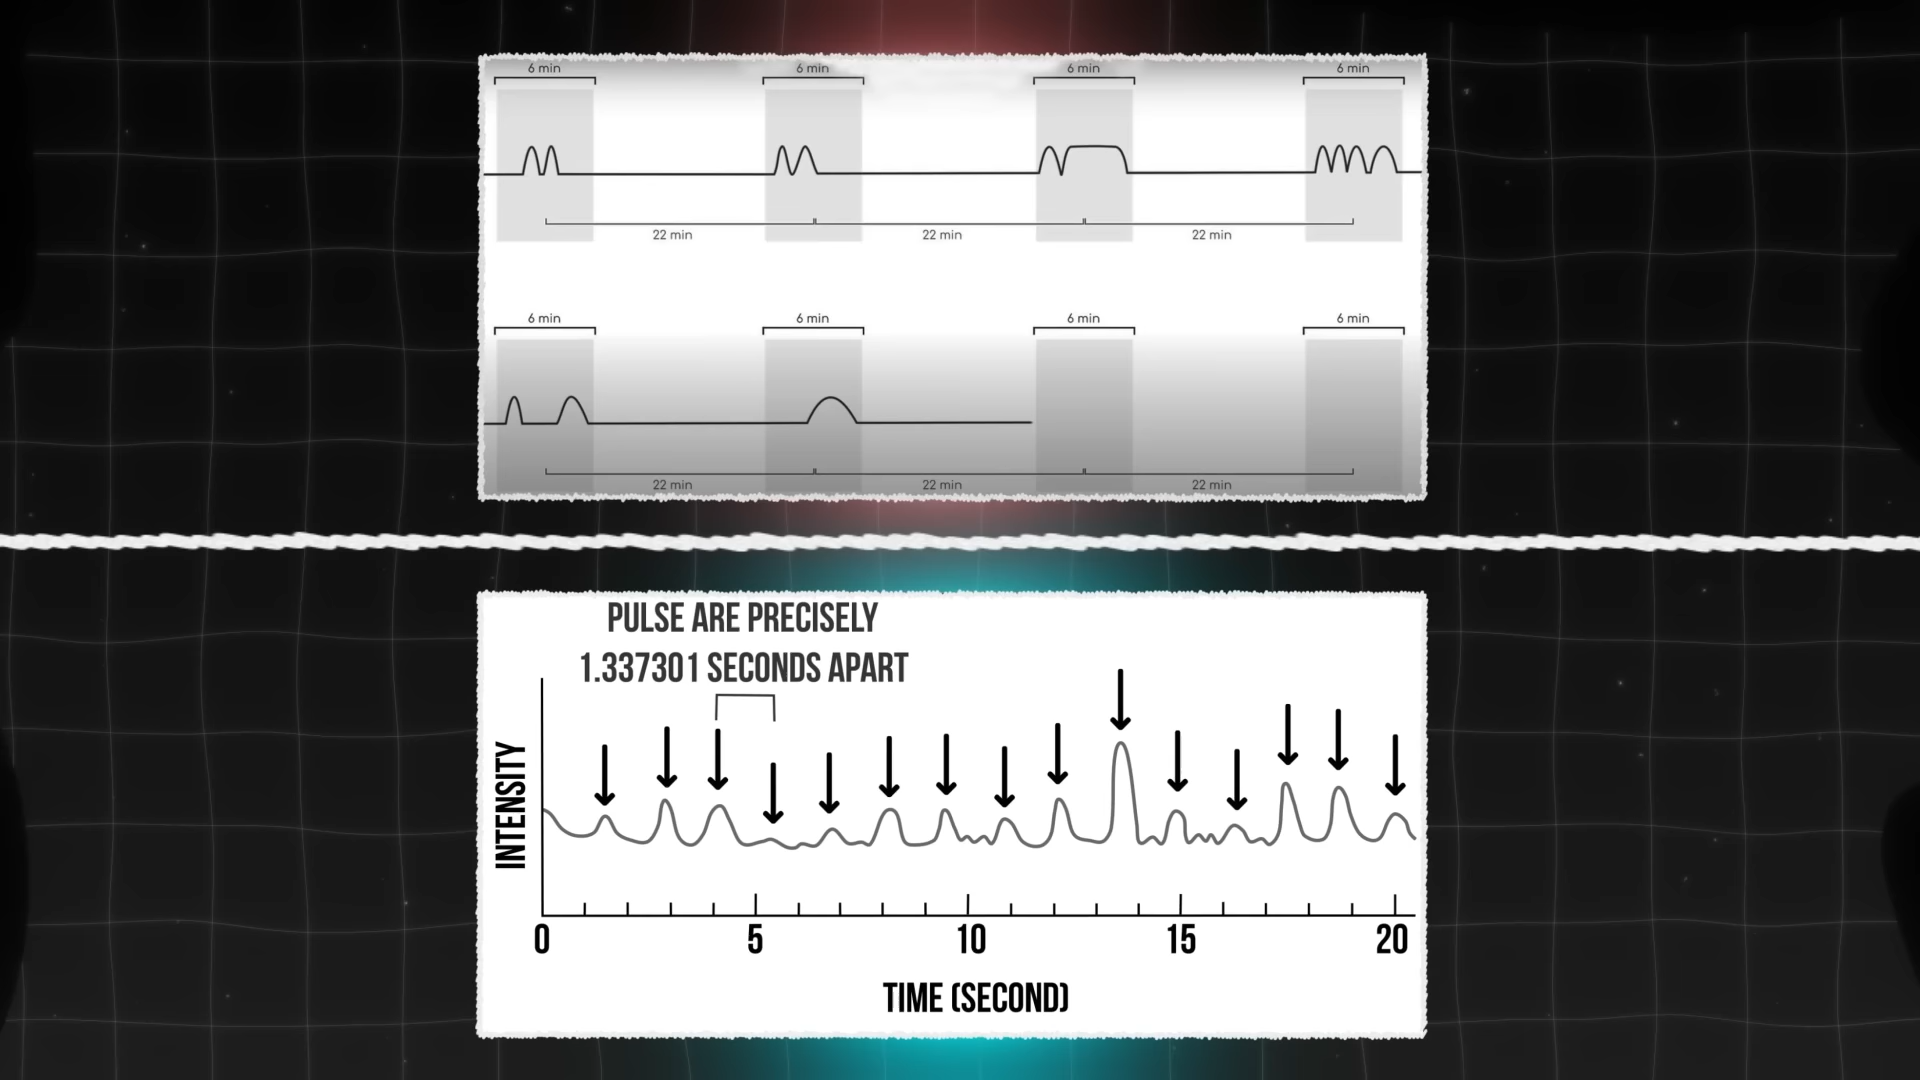 6 min 6 min 6 min 6 min
22 min 22 min 22 min
6 min 6 min 6 min 6 min
22 min 22 min 22 min
PULSE ARE PRECISELY
1.337301 SECONDS APART
INTENSITY
0 5 10 15 20
TIME (SECOND)